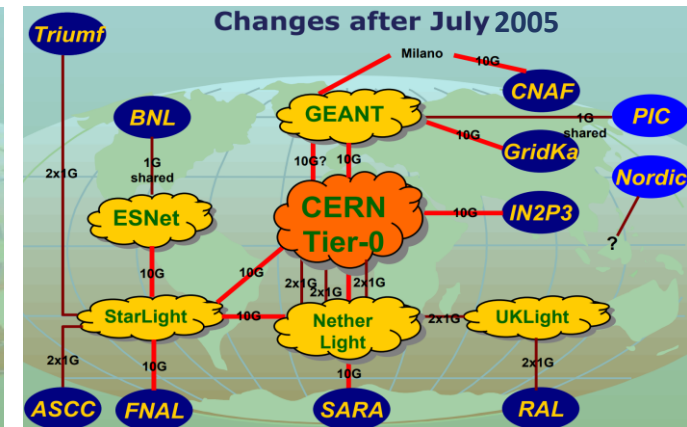 Changes after July 2005
Triumf
Milano
10G
CNAF
BNL
GEANT
PIC
1G
shared
10G
GridKa
1G
shared
10G?
10G
Nordic
2x1G
ESNet
CERN
Tier-0
10G
IN2P3
?
10G
10G
2x1G
2x1G
2x1G
StarLight
10G
Nether
Light
2x1G
UKLight
2x1G
10G
10G
2x1G
ASCC
FNAL
SARA
RAL